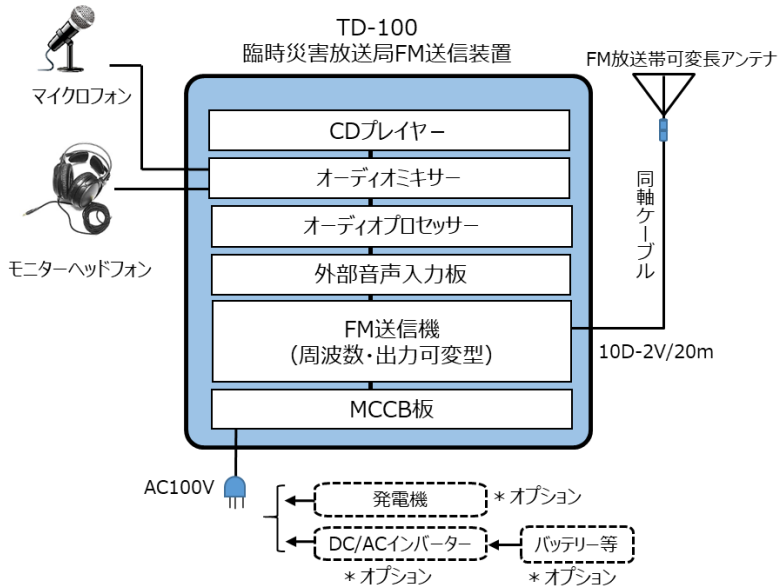 TD-100
臨時災害放送局FM送信装置
マイクロフォン
FM放送帯可変長アンテナ
CDプレイヤー
オーディオミキサー
オーディオプロセッサー
外部音声入力板
FM送信機
(周波数・出力可変型)
MCCB板
モニターヘッドフォン
同軸ケーブル
10D-2V/20m
AC100V
発電機
＊オプション
DC/ACインバーター
バッテリー等
＊オプション
＊オプション